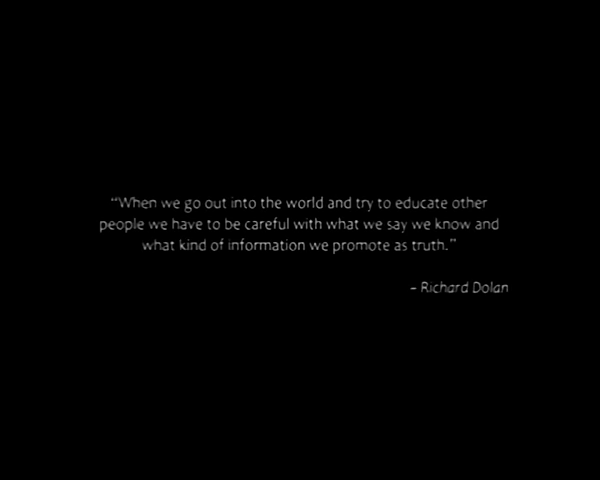 “When we go out into the world and try to educate other
people we have to be careful with what we say we know and
what kind of information we promote as truth.”
– Richard Dolan